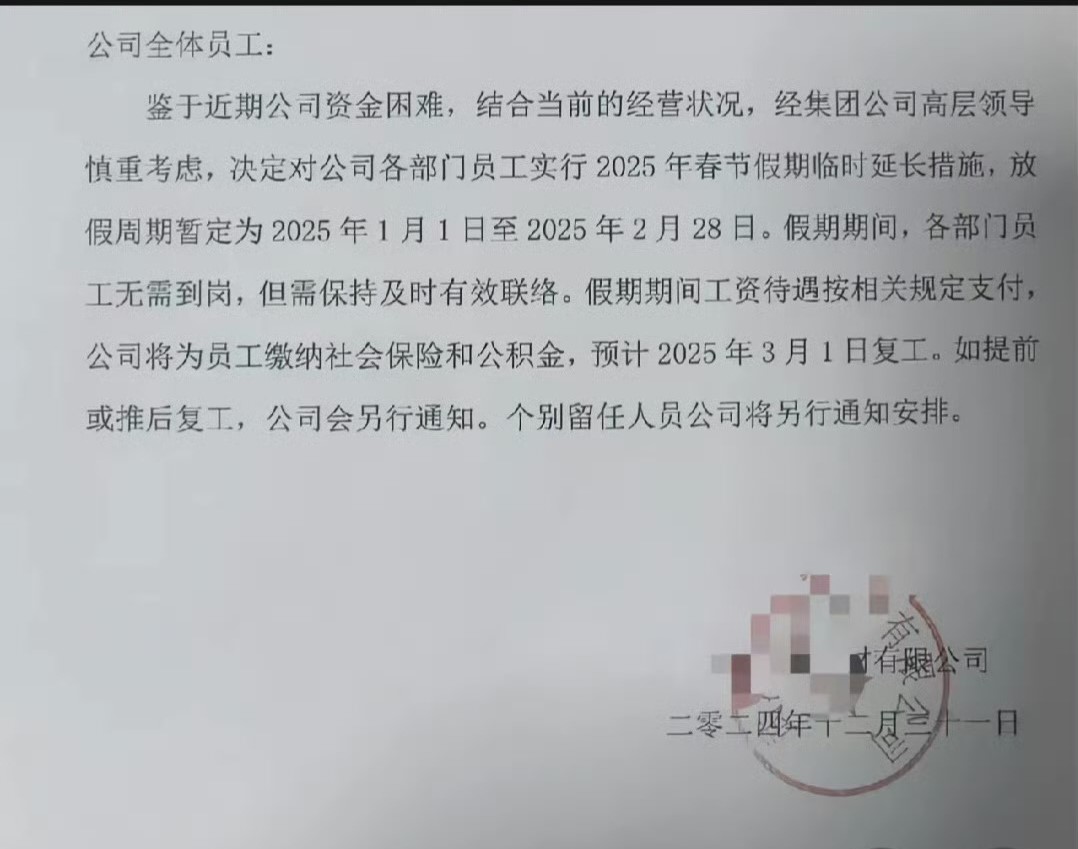 公司全体员工：
鉴于近期公司资金困难，结合当前的经营状况，经集团公司高层领导
慎重考虑，决定对公司各部门员工实行 2025 年春节假期临时延长措施，放
假周期暂定为 2025 年 1 月 1 日至 2025 年 2 月 28 日。假期期间，各部门员
工无需到岗，但需保持及时有效联络。假期期间工资待遇按相关规定支付，
公司将为员工缴纳社会保险和公积金，预计 2025 年 3 月 1 日复工。如提前
或推后复工，公司会另行通知。个别留任人员公司将另行通知安排。
有限公司
有限公司
二零二四年十二月三十一日